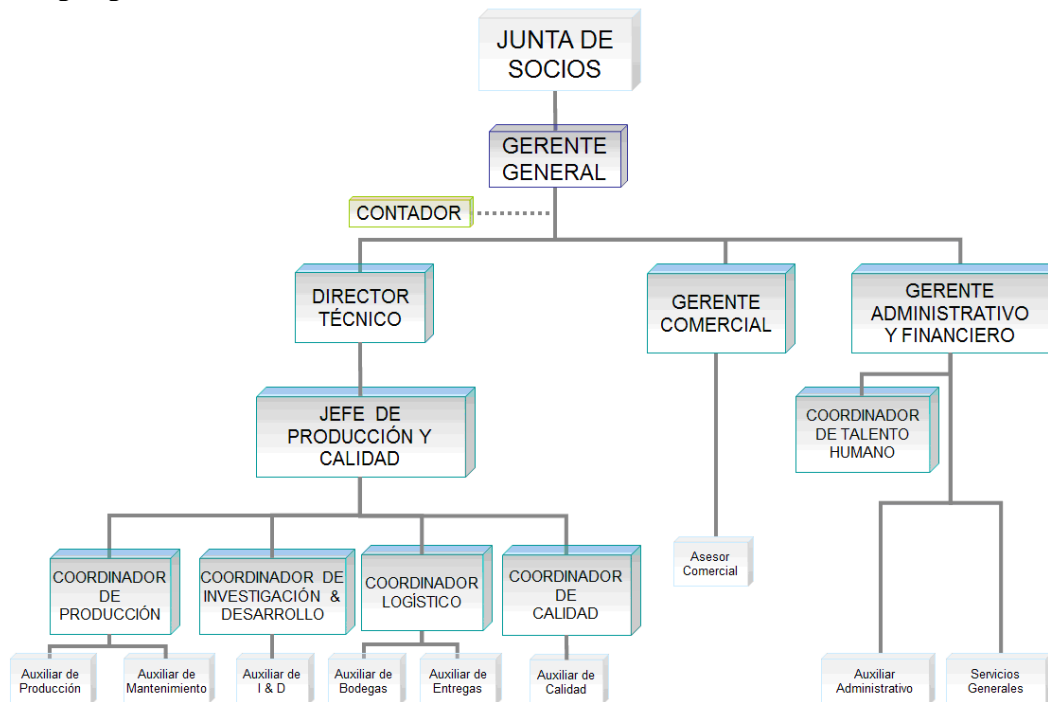 JUNTA DE
SOCIOS
GERENTE
GENERAL
CONTADOR
DIRECTOR
TÉCNICO
GERENTE
COMERCIAL
GERENTE
ADMINISTRATIVO
Y FINANCIERO
JEFE DE
PRODUCCIÓN Y
CALIDAD
COORDINADOR
DE TALENTO
HUMANO
COORDINADOR
DE
PRODUCCIÓN
COORDINADOR DE
INVESTIGACIÓN &
DESARROLLO
COORDINADOR
LOGÍSTICO
COORDINADOR
DE
CALIDAD
Asesor
Comercial
Auxiliar de
Producción
Auxiliar de
Mantenimiento
Auxiliar de
I & D
Auxiliar de
Bodegas
Auxiliar de
Entregas
Auxiliar de
Calidad
Auxiliar
Administrativo
Servicios
Generales